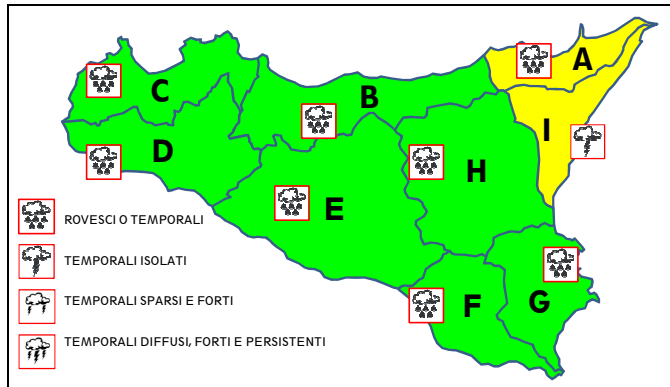 A
C
B
I
D
H
E
ROVESCI O TEMPORALI
TEMPORALI ISOLATI
TEMPORALI SPARSI E FORTI
F
G
TEMPORALI DIFFUSI, FORTI E PERSISTENTI